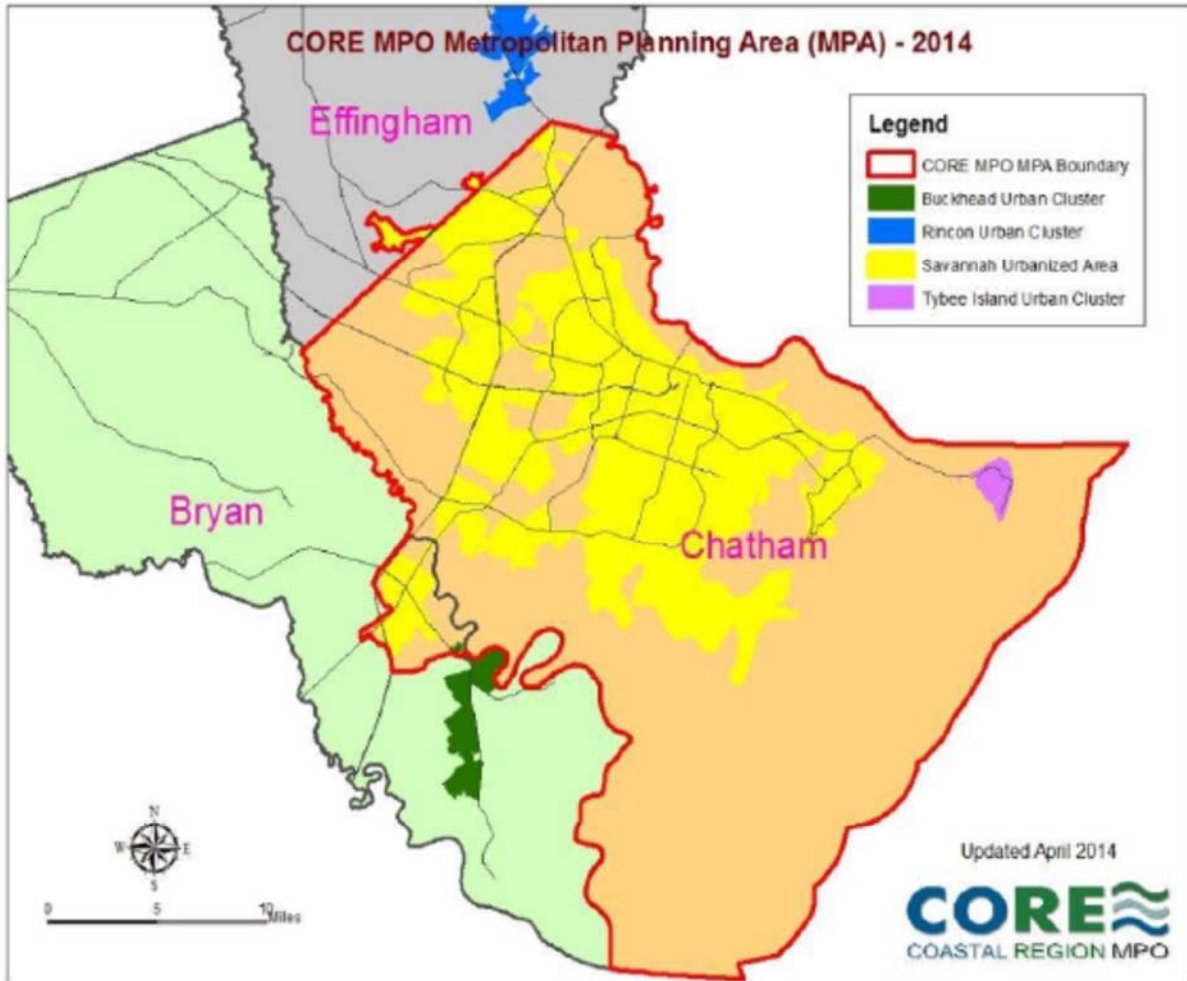 CORE MPO Metropolitan Planning Area (MPA) - 2014
Effingham
Legend
CORE MPO MPA Boundary
Buckhead Urban Cluster
Rincon Urban Cluster
Savannah Urbanized Area
Tybee Island Urban Cluster
Bryan
Chatham
N
W E
S
0 5 10 Miles
Updated April 2014
CORE
COASTAL REGION MPO